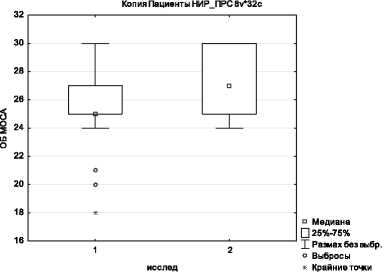 Копия Пациенты НИР_ПРС 8v*32c
32
30
28
26
24
22
20
18
16
ОБ МОСА
1
2
исслед
Медиана
25%-75%
Размах без выбр.
Выбросы
Крайние точки